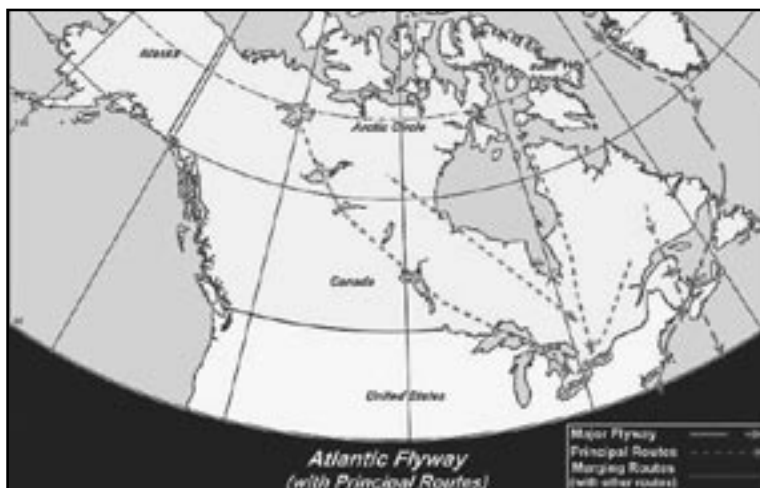 Alaska
Arctic Circle
Canada
United States
Atlantic Flyway
(with Principal Routes)
Major Flyway
Principal Routes
Merging Routes
(with other routes)